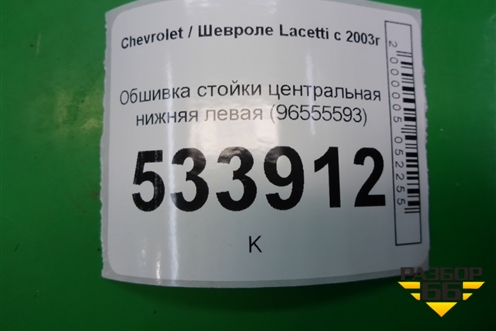 Chevrolet / Шевроле Lacetti с 2003г
Обшивка стойки центральная
нижняя левая (96555593)
533912
К
2000005052255
РАЗБОР
66